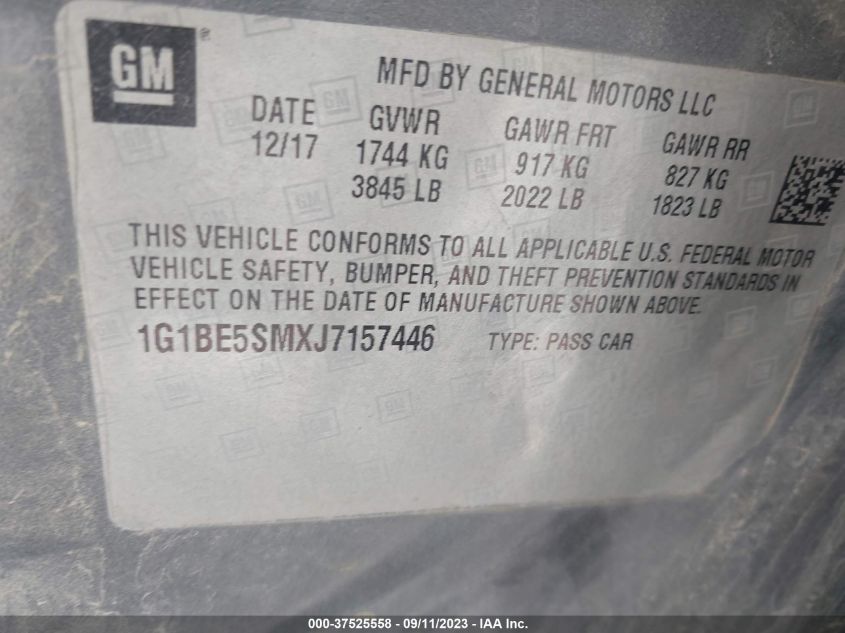 GM®
MFD BY GENERAL MOTORS LLC
DATE GVWR GAWR FRT GAWR RR
12/17 1744 KG 917 KG 827 KG
3845 LB 2022 LB 1823 LB
THIS VEHICLE CONFORMS TO ALL APPLICABLE U.S. FEDERAL MOTOR
VEHICLE SAFETY, BUMPER, AND THEFT PREVENTION STANDARDS IN
EFFECT ON THE DATE OF MANUFACTURE SHOWN ABOVE.
1G1BE5SMXJ7157446 TYPE: PASS CAR
000-37525558 - 09/11/2023 - IAA Inc.